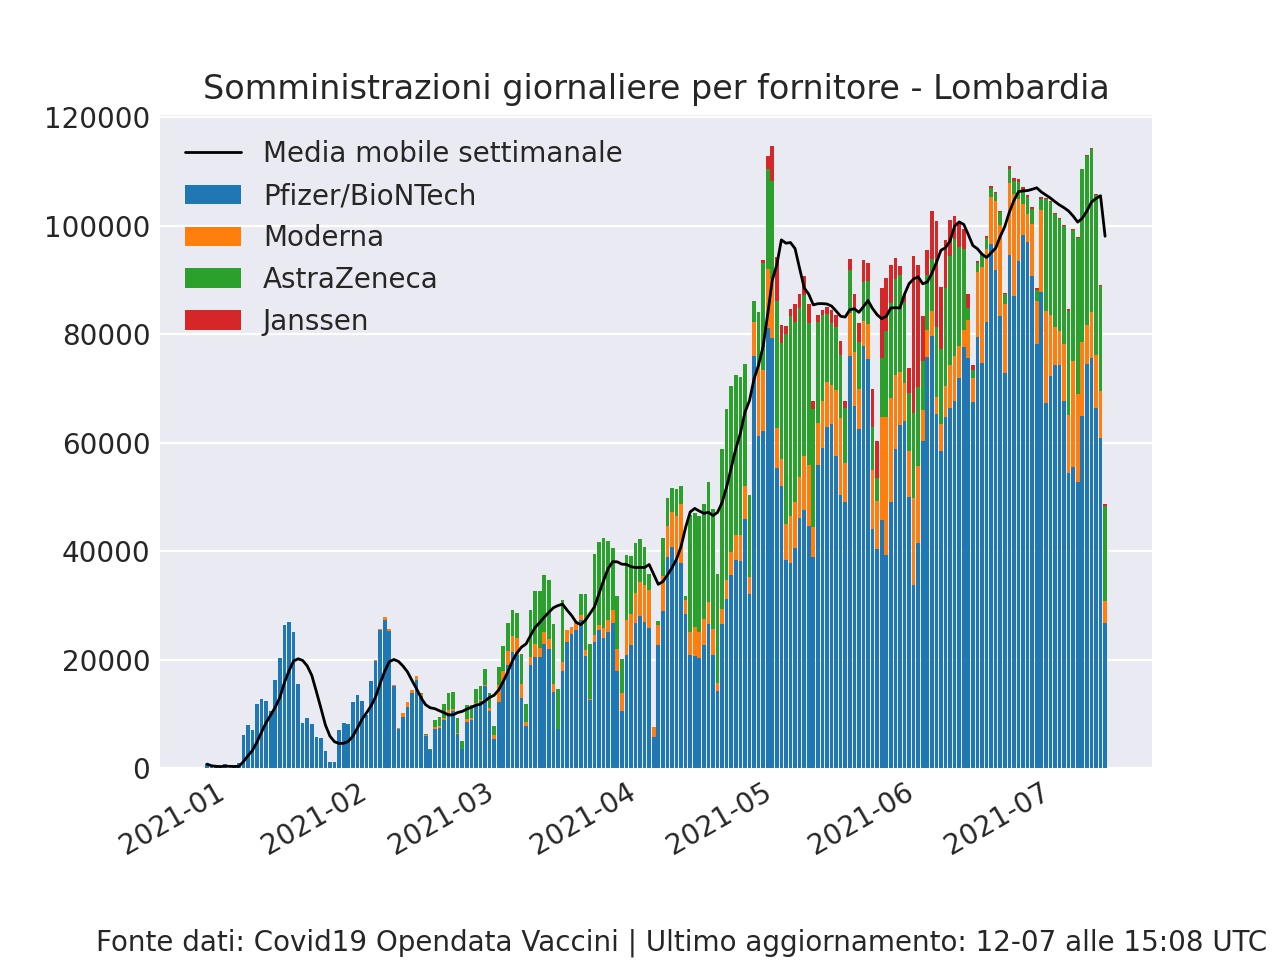 Somministrazioni giornaliere per fornitore - Lombardia
120000
100000
80000
60000
40000
20000
0
Media mobile settimanale
Pfizer/BioNTech
Moderna
AstraZeneca
Janssen
2021-01
2021-02
2021-03
2021-04
2021-05
2021-06
2021-07
Fonte dati: Covid19 Opendata Vaccini | Ultimo aggiornamento: 12-07 alle 15:08 UTC